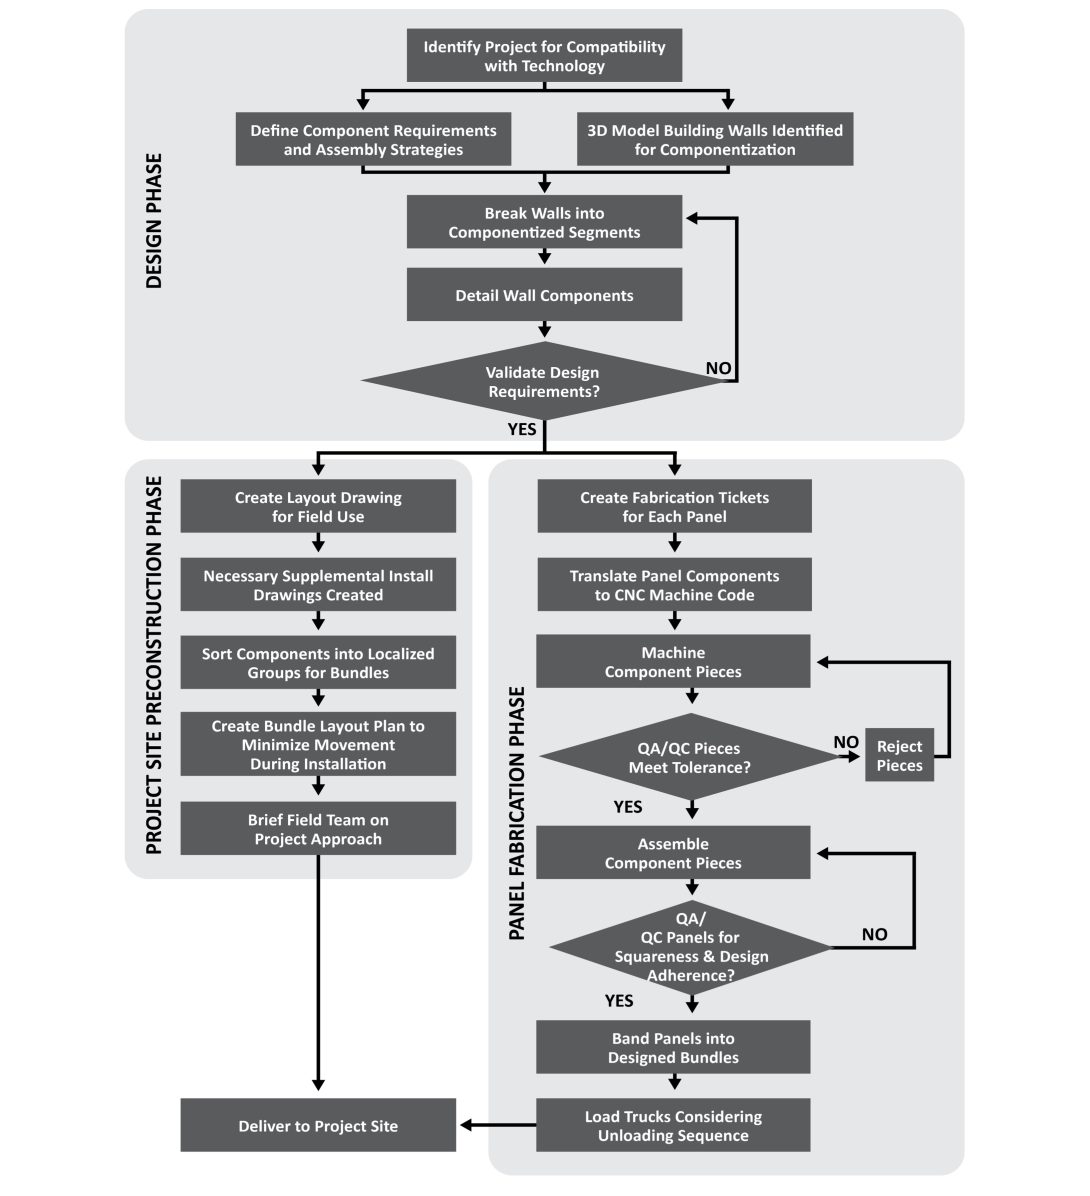 Identify Project for Compatibility
with Technology
Define Component Requirements
and Assembly Strategies
3D Model Building Walls Identified
for Componentization
DESIGN PHASE
Break Walls into
Componentized Segments
Detail Wall Components
Validate Design
Requirements?
NO
YES
PROJECT SITE PRECONSTRUCTION PHASE
Create Layout Drawing
for Field Use
Necessary Supplemental Install
Drawings Created
Sort Components into Localized
Groups for Bundles
Create Bundle Layout Plan to
Minimize Movement
During Installation
Brief Field Team on
Project Approach
PANEL FABRICATION PHASE
Create Fabrication Tickets
for Each Panel
Translate Panel Components
to CNC Machine Code
Machine
Component Pieces
QA/QC Pieces
Meet Tolerance?
NO
Reject
Pieces
YES
Assemble
Component Pieces
QA/
QC Panels for
Squareness & Design
Adherence?
NO
YES
Band Panels into
Designed Bundles
Load Trucks Considering
Unloading Sequence
Deliver to Project Site